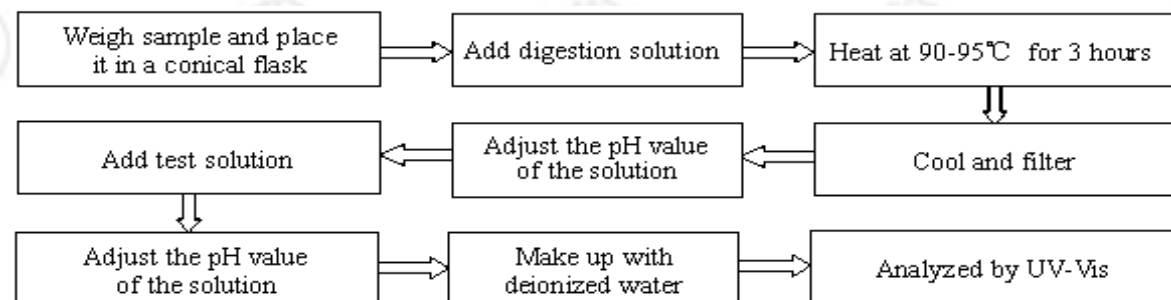 Weigh sample and place
it in a conical flask
Add digestion solution
Heat at 90-95℃ for 3 hours
Cool and filter
Adjust the pH value
of the solution
Add test solution
Adjust the pH value
of the solution
Make up with
deionized water
Analyzed by UV-Vis